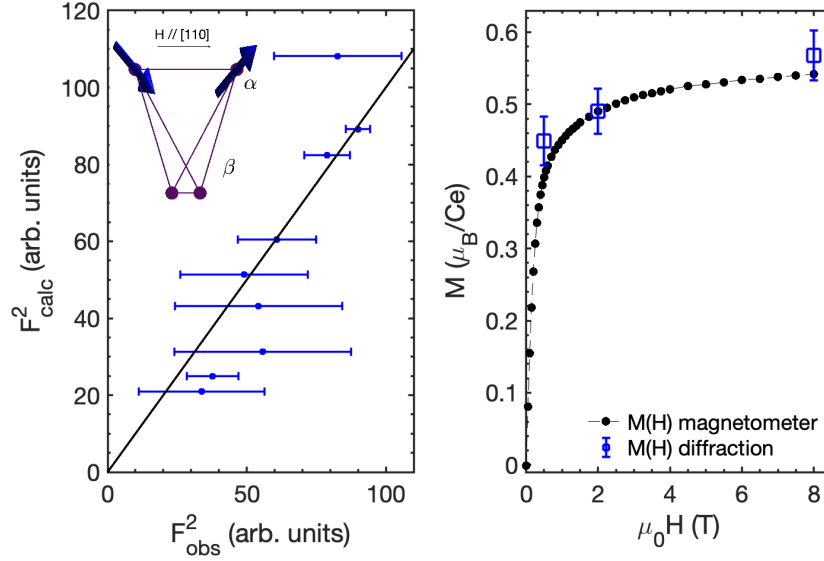 H // [110]
α
β
120
100
80
60
40
20
0
0 50 100
F²calc (arb. units)
F²obs (arb. units)
0.6
0.5
0.4
0.3
0.2
0.1
0
0 2 4 6 8
M (μB/Ce)
μ0H (T)
M(H) magnetometer
M(H) diffraction